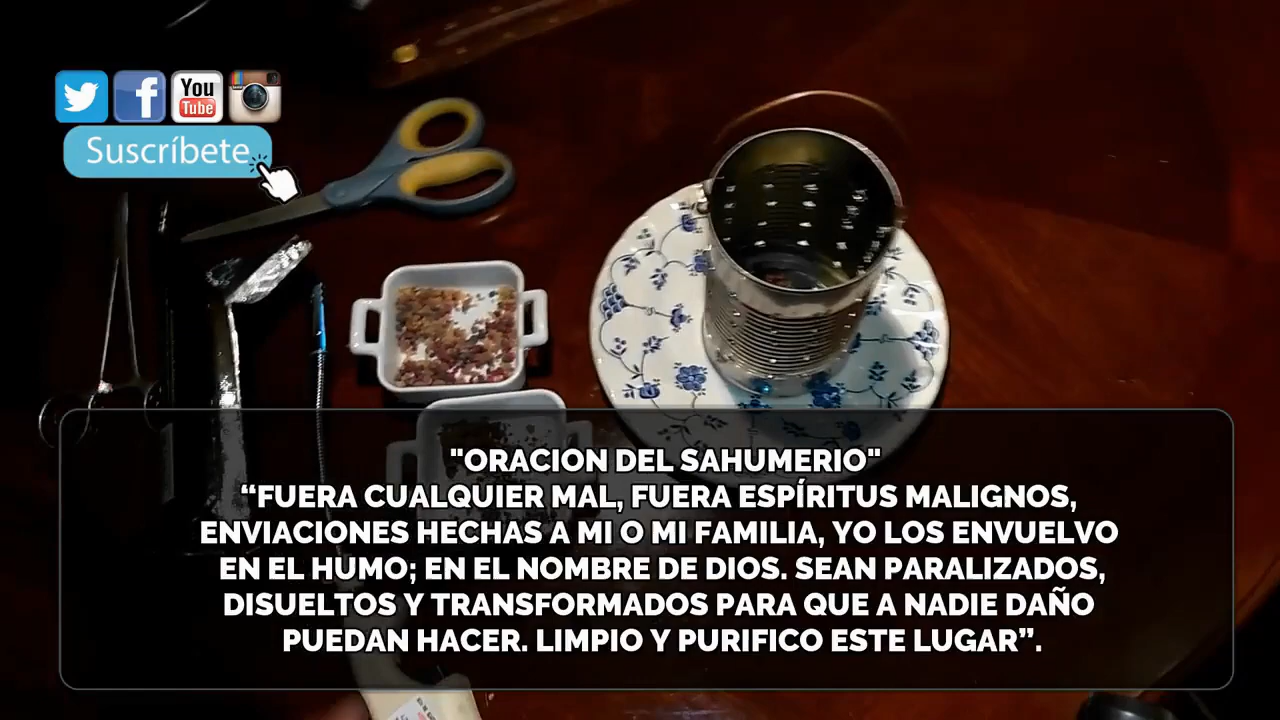 You
Tube
Suscríbete
"ORACION DEL SAHUMERIO"
“FUERA CUALQUIER MAL, FUERA ESPÍRITUS MALIGNOS,
ENVIACIONES HECHAS A MI O MI FAMILIA, YO LOS ENVUELVO
EN EL HUMO; EN EL NOMBRE DE DIOS. SEAN PARALIZADOS,
DISUELTOS Y TRANSFORMADOS PARA QUE A NADIE DAÑO
PUEDAN HACER. LIMPIO Y PURIFICO ESTE LUGAR”.